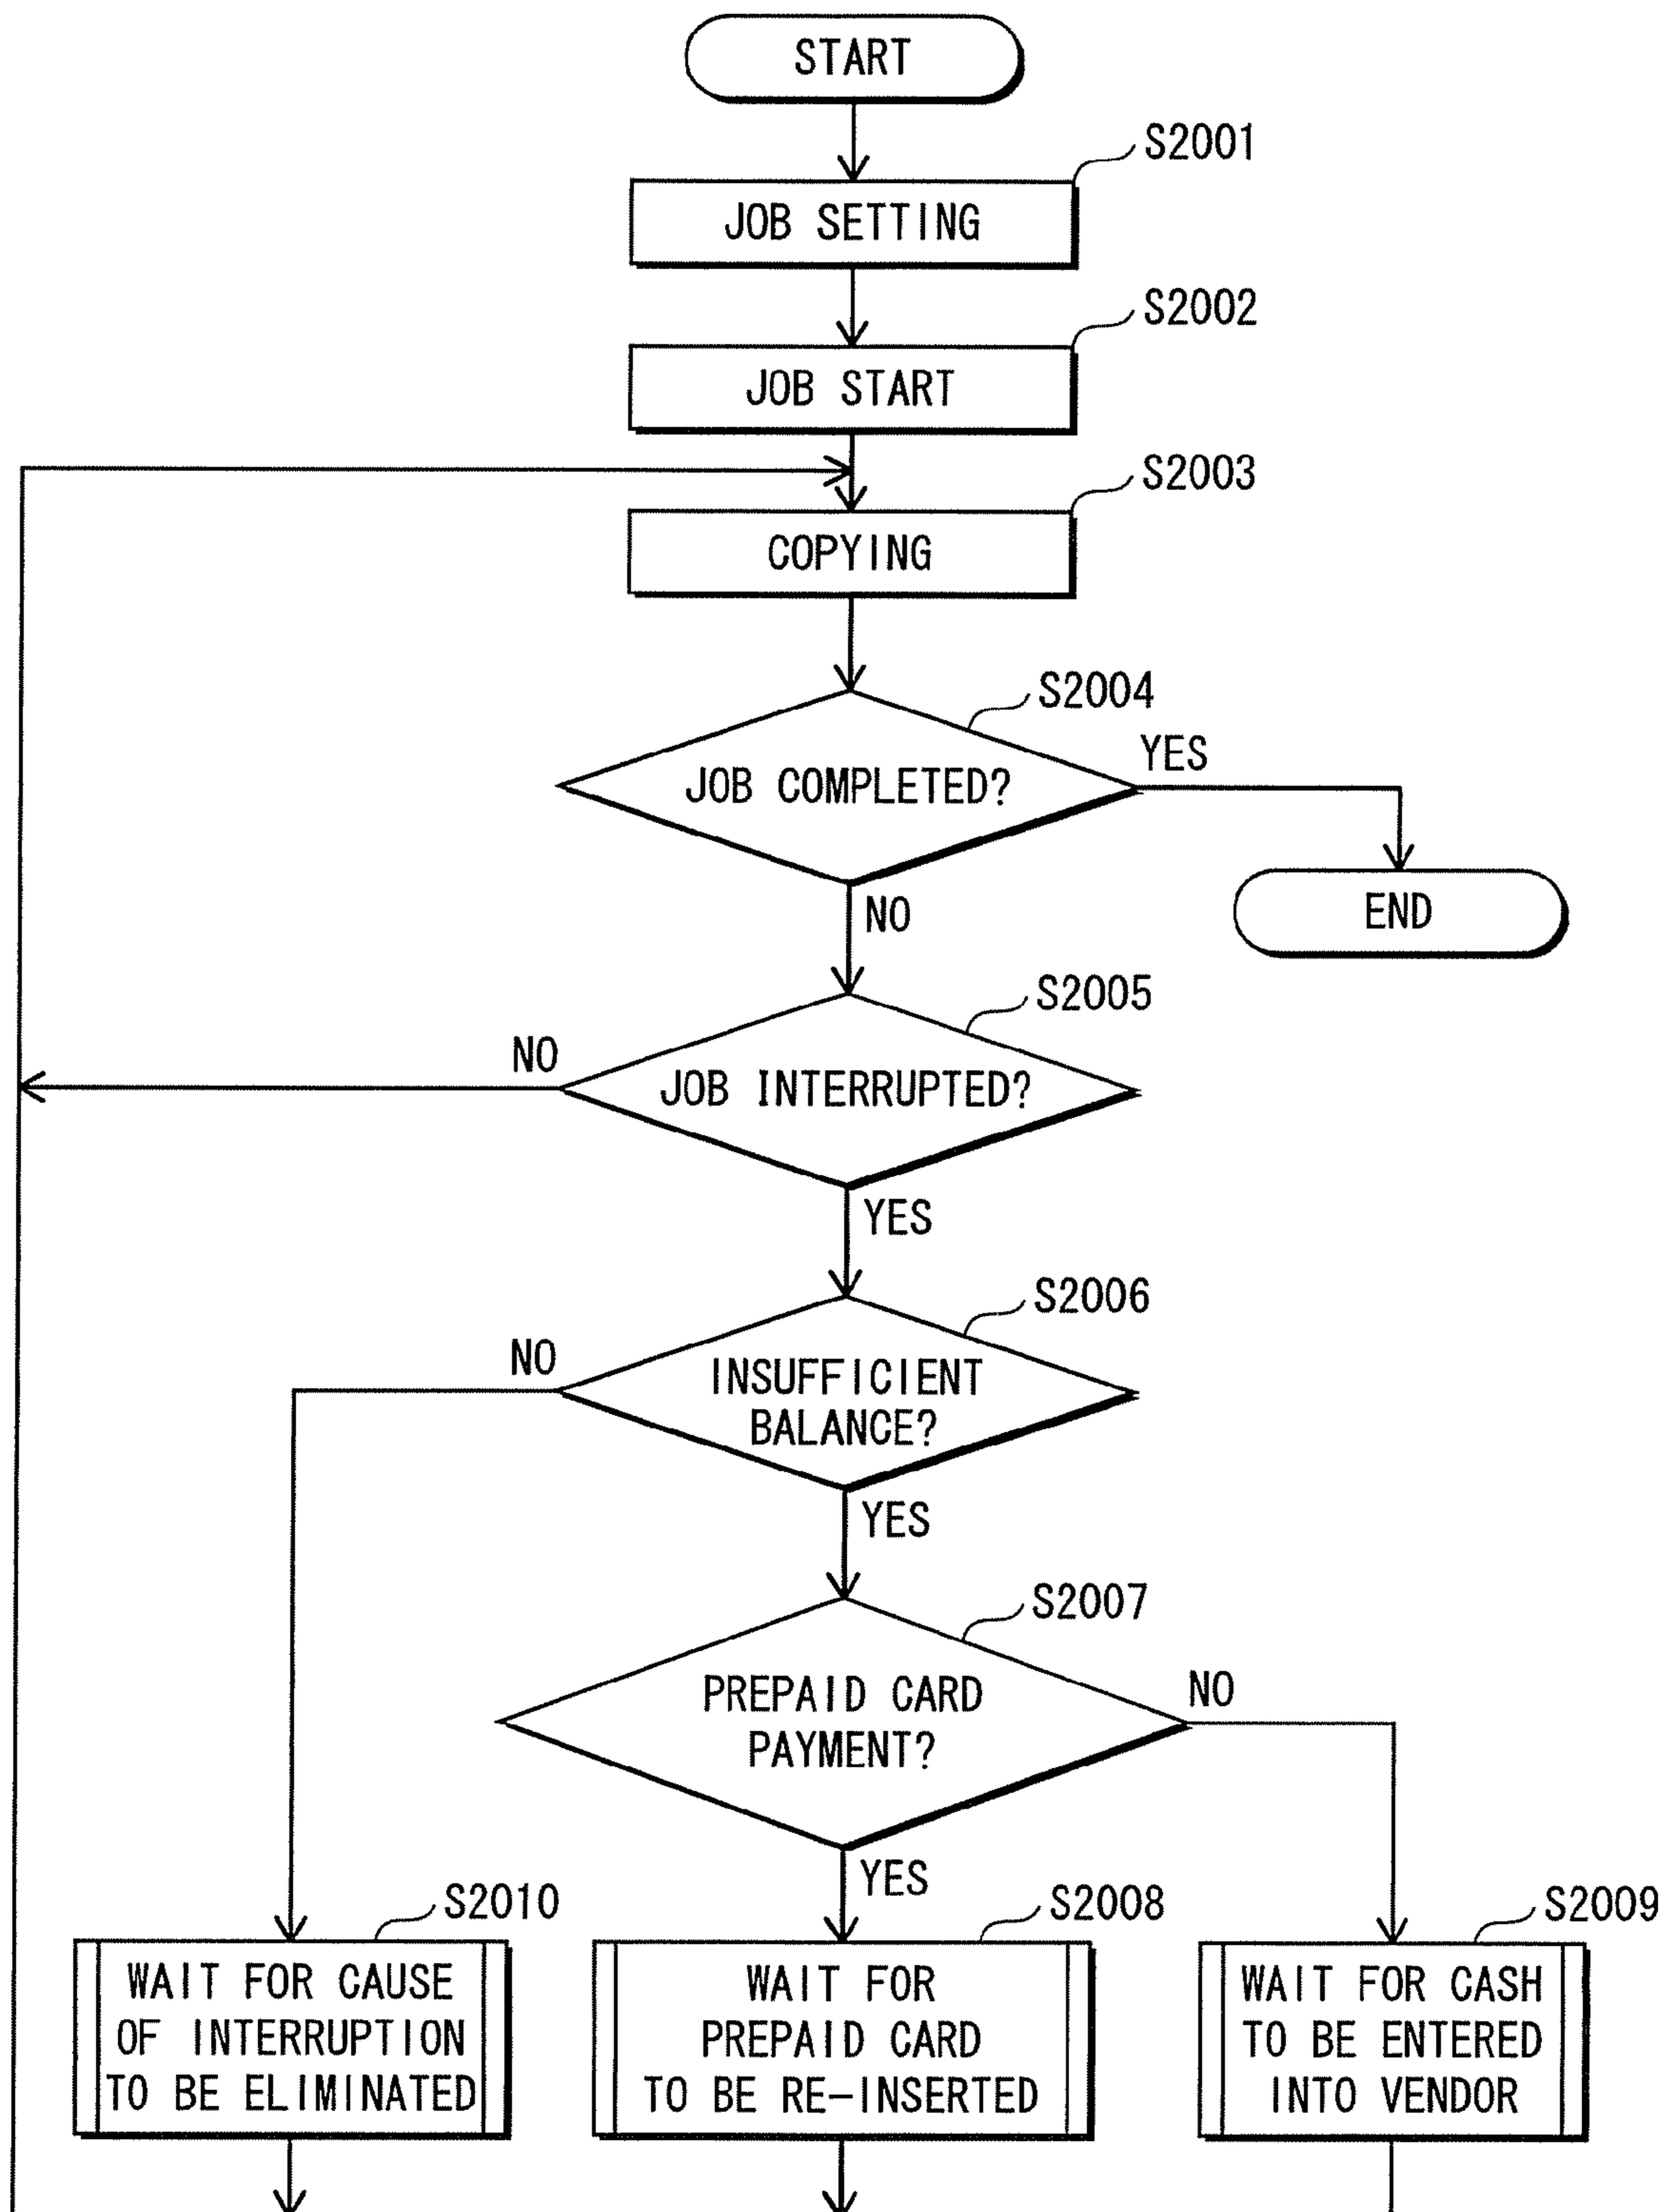 START
S2001
JOB SETTING
S2002
JOB START
S2003
COPYING
S2004
JOB COMPLETED?
YES
END
NO
S2005
NO
JOB INTERRUPTED?
YES
S2006
NO
INSUFFICIENT
BALANCE?
YES
S2007
PREPAID CARD
PAYMENT?
NO
YES
S2010
WAIT FOR CAUSE
OF INTERRUPTION
TO BE ELIMINATED
S2008
WAIT FOR
PREPAID CARD
TO BE RE-INSERTED
S2009
WAIT FOR CASH
TO BE ENTERED
INTO VENDOR